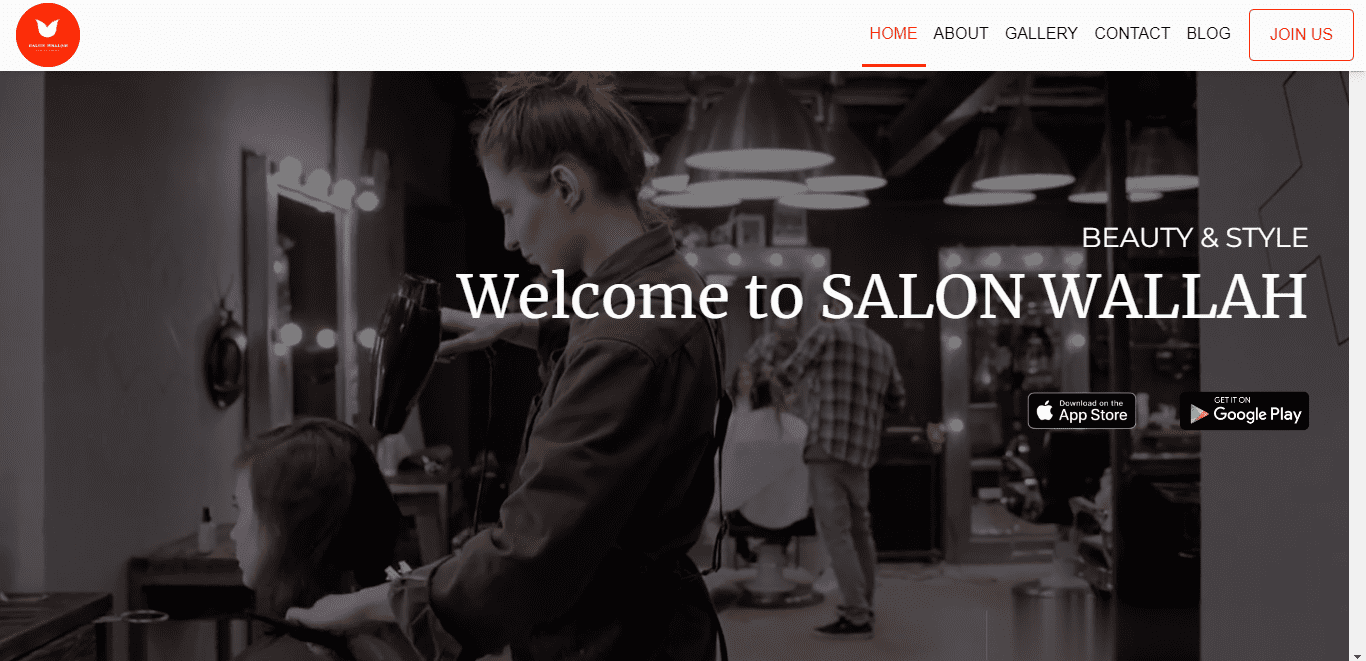 SALON WALLAH
HOME
ABOUT
GALLERY
CONTACT
BLOG
JOIN US
BEAUTY & STYLE
Welcome to SALON WALLAH
Download on the
App Store
GET IT ON
Google Play